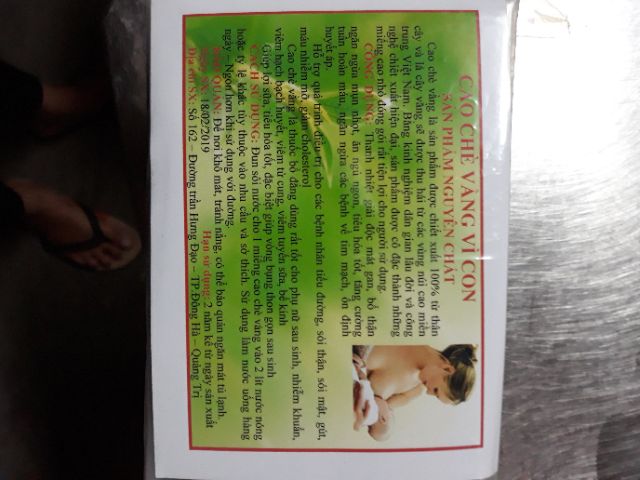 CAO CHÈ VẰNG VÌ CON
SẢN PHẨM NGUYÊN CHẤT
Cao chè vằng là sản phẩm được chiết xuất 100% từ thân
cây và lá cây vằng sẻ được thu hái từ các vùng núi cao miền
trung Việt Nam. Bằng kinh nghiệm dân gian lâu đời và công
nghệ chiết xuất hiện đại, sản phẩm được cô đặc thành những
miếng cao nhỏ đóng gói rất tiện lợi cho người sử dụng.
CÔNG DỤNG: Thanh nhiệt giải độc mát gan, bổ thận
ngăn ngừa mụn nhọt, ăn ngủ ngon, tiêu hóa tốt, tăng cường
tuần hoàn máu, ngăn ngừa các bệnh về tim mạch, ổn định
huyết áp.
Hỗ trợ quá trình điều trị cho các bệnh nhân tiểu đường, sỏi thận, sỏi mật, gút,
máu nhiễm mỡ, giảm cholesterol
Cao chè vằng là thuốc bổ đắng dùng rất tốt cho phụ nữ sau sinh, nhiễm khuẩn,
viêm hạch bạch huyết, viêm tử cung, viêm tuyến sữa, bế kinh
Giúp lợi sữa, tiêu hóa tốt, đặc biệt giúp vòng bụng thon gọn sau sinh
CÁCH SỬ DỤNG: Đun sôi nước cho 1 miếng cao chè vằng vào 2 lít nước nóng
hoặc tỷ lệ khác tùy thuộc vào nhu cầu và sở thích. Sử dụng làm nước uống hàng
ngày – Ngon hơn khi sử dụng với đường.
BẢO QUẢN: Để nơi khô mát, tránh nắng, có thể bảo quản ngăn mát tủ lạnh.
Ngày SX: 18/02/2019 Hạn sử dụng: 2 năm kể từ ngày sản xuất
Địa chỉ SX: Số 162 – Đường trần Hưng Đạo – TP Đông Hà – Quảng Trị